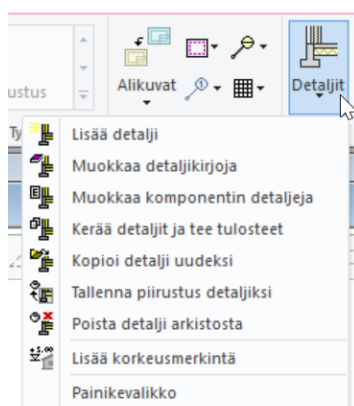 ustus
Alikuvat
Detaljit
Ty
Lisää detalji
Muokkaa detaljikirjoja
Muokkaa komponentin detaljeja
Kerää detaljit ja tee tulosteet
Kopioi detalji uudeksi
Tallenna piirustus detaljiksi
Poista detalji arkistosta
Lisää korkeusmerkintä
Painikevalikko